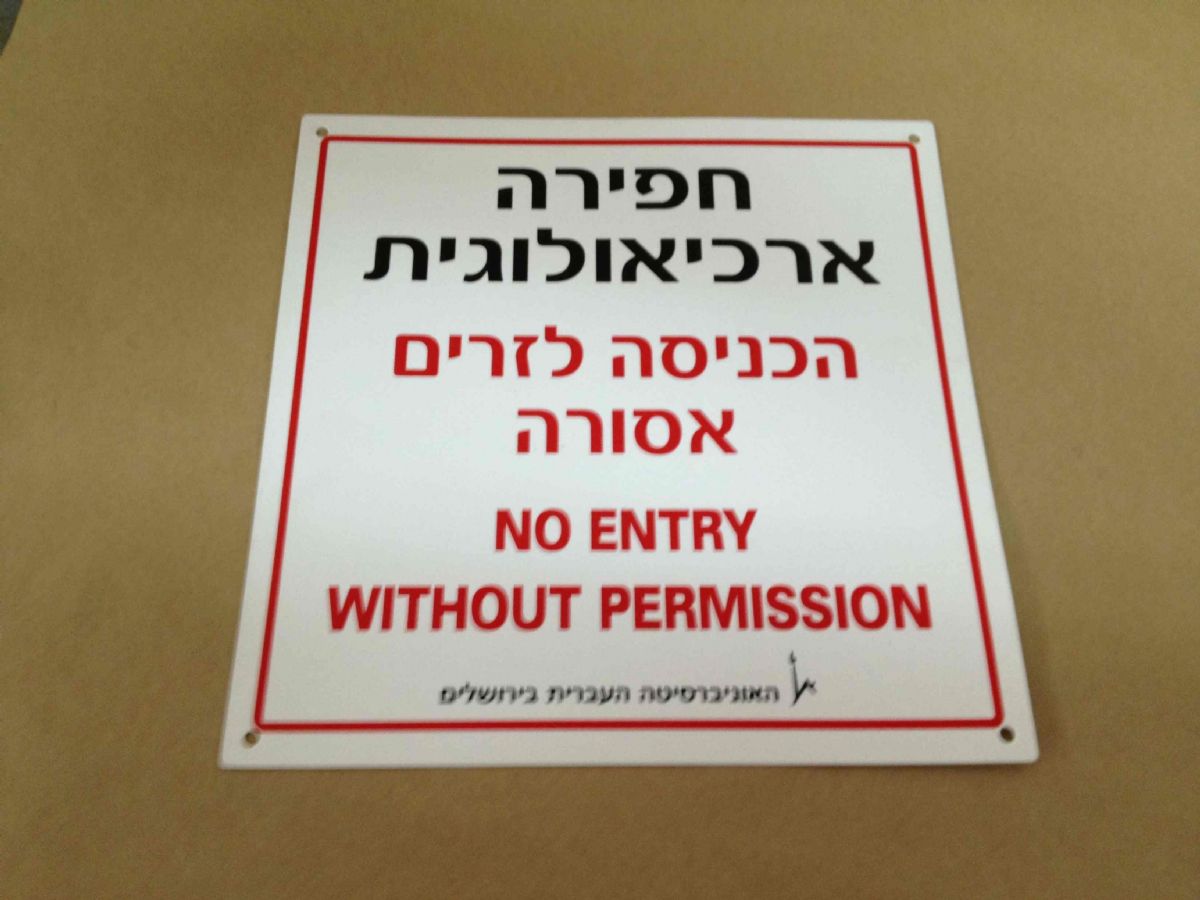 חפירה
ארכיאולוגית
הכניסה לזרים
אסורה
NO ENTRY
WITHOUT PERMISSION
האוניברסיטה העברית בירושלים